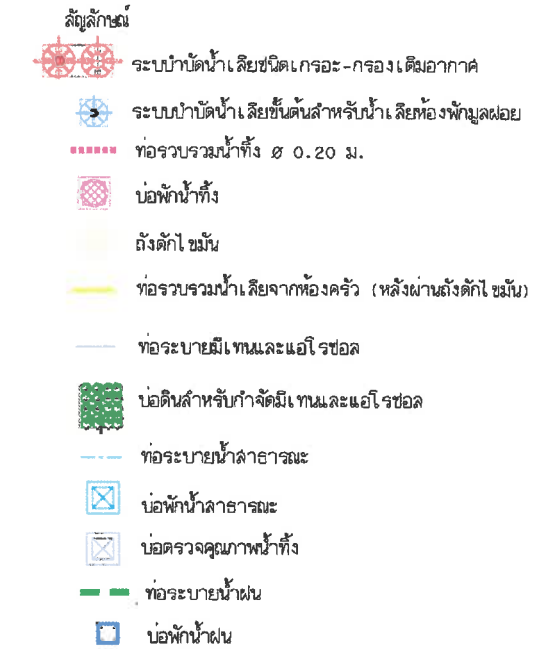 สัญลักษณ์
ระบบบำบัดน้ำเสียชนิดเกรอะ-กรองเติมอากาศ
ระบบบำบัดน้ำเสียขั้นต้นสำหรับน้ำเสียห้องพักมูลฝอย
ท่อรวบรวมน้ำทิ้ง Ø 0.20 ม.
บ่อพักน้ำทิ้ง
ถังดักไขมัน
ท่อรวบรวมน้ำเสียจากห้องครัว (หลังผ่านถังดักไขมัน)
ท่อระบายมีเทนและแอโรซอล
บ่อดินสำหรับกำจัดมีเทนและแอโรซอล
ท่อระบายน้ำสาธารณะ
บ่อพักน้ำสาธารณะ
บ่อตรวจคุณภาพน้ำทิ้ง
ท่อระบายน้ำฝน
บ่อพักน้ำฝน